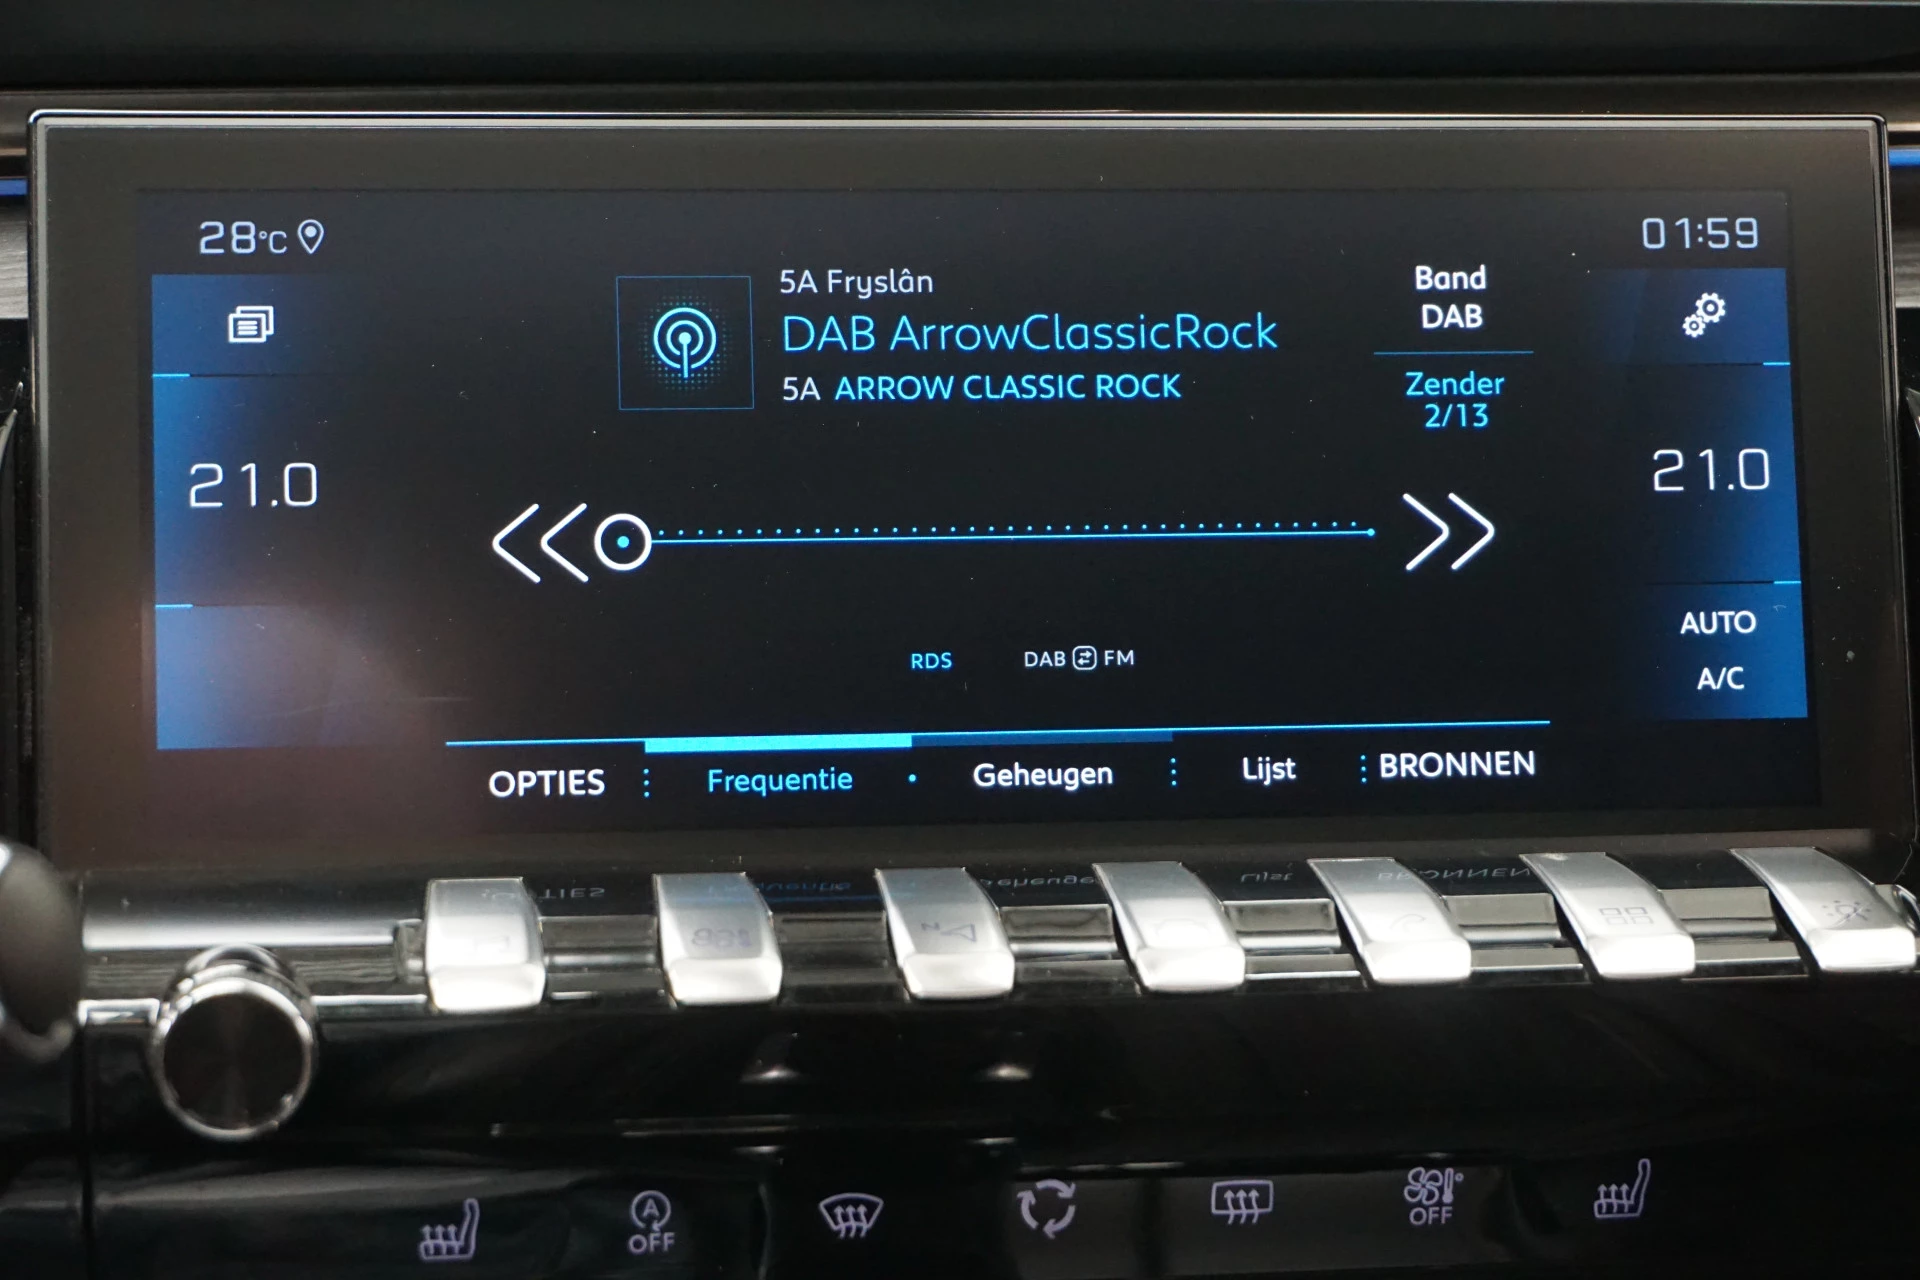 28°C
01:59
5A Fryslân
DAB ArrowClassicRock
5A ARROW CLASSIC ROCK
Band
DAB
Zender
2/13
21.0
21.0
RDS
DAB FM
AUTO
A/C
OPTIES
Frequentie
Geheugen
Lijst
BRONNEN
N
A
OFF
OFF